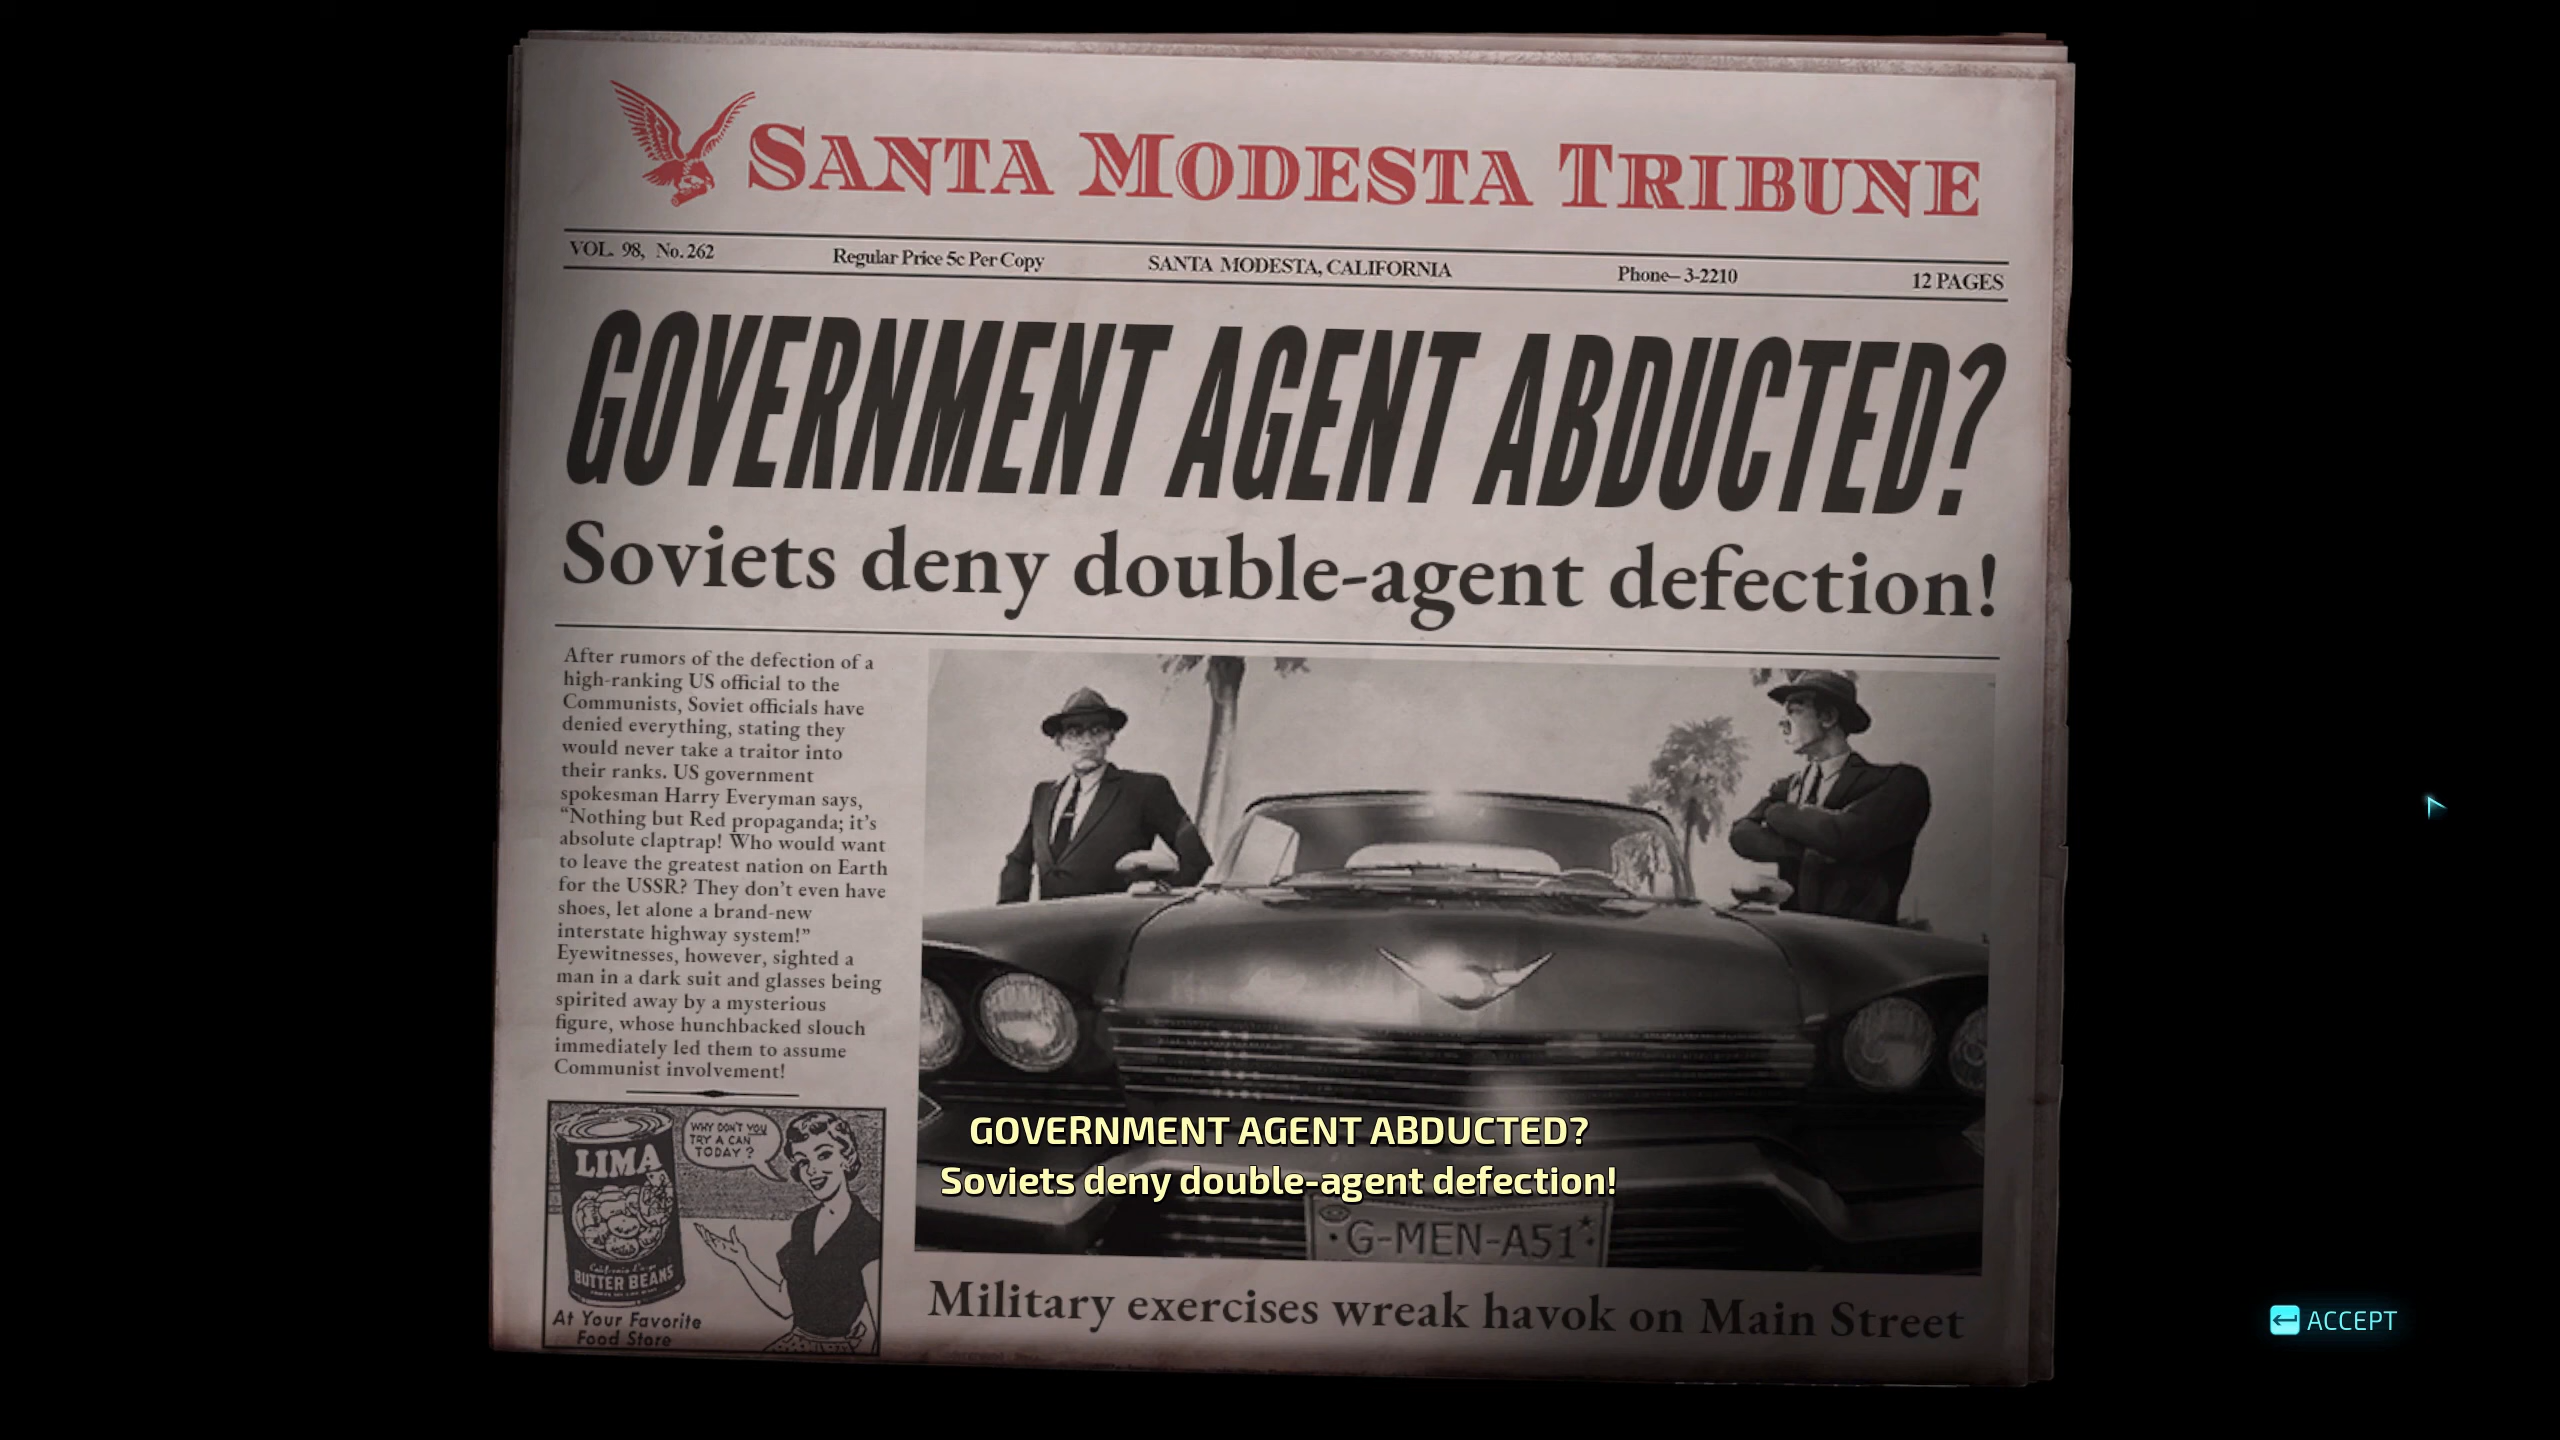 SANTA MODESTA TRIBUNE
VOL. 98, No. 262
Regular Price 5c Per Copy
SANTA MODESTA, CALIFORNIA
Phone– 3-2210
12 PAGES
GOVERNMENT AGENT ABDUCTED?
Soviets deny double-agent defection!
After rumors of the defection of a
high-ranking US official to the
Communists, Soviet officials have
denied everything, stating they
would never take a traitor into
their ranks. US government
spokesman Harry Everyman says,
“Nothing but Red propaganda; it’s
absolute claptrap! Who would want
to leave the greatest nation on Earth
for the USSR? They don’t even have
shoes, let alone a brand-new
interstate highway system!”
Eyewitnesses, however, sighted a
man in a dark suit and glasses being
spirited away by a mysterious
figure, whose hunchbacked slouch
immediately led them to assume
Communist involvement!
WHY DON'T YOU
TRY A CAN
TODAY?
LIMA
BUTTER BEANS
At Your Favorite
Food Store
GOVERNMENT AGENT ABDUCTED?
Soviets deny double-agent defection!
G-MEN-A51
Military exercises wreak havok on Main Street
ACCEPT